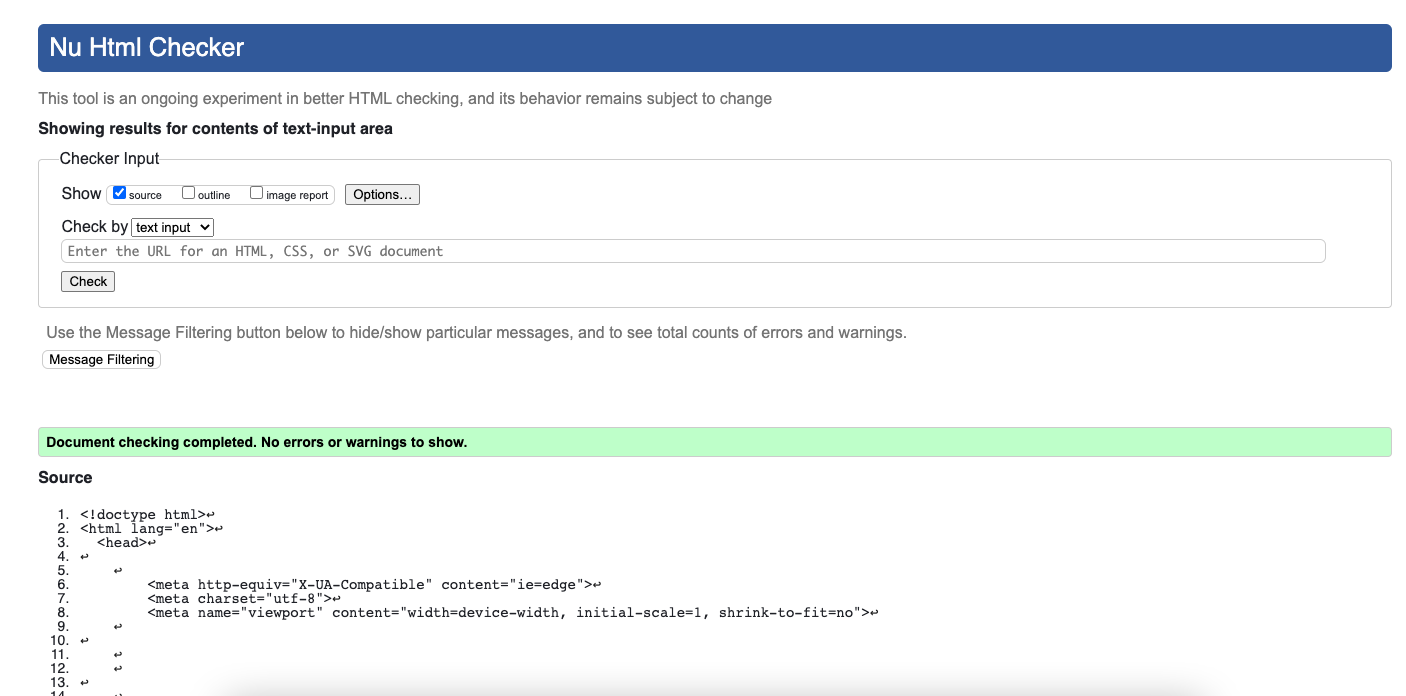 Nu Html Checker
This tool is an ongoing experiment in better HTML checking, and its behavior remains subject to change
Showing results for contents of text-input area
Checker Input
Show source outline image report Options…
Check by text input
Enter the URL for an HTML, CSS, or SVG document
Check
Use the Message Filtering button below to hide/show particular messages, and to see total counts of errors and warnings.
Message Filtering
Document checking completed. No errors or warnings to show.
Source
1. <!doctype html>↩
2. <html lang="en">↩
3. <head>↩
4. ↩
5. ↩
6. <meta http-equiv="X-UA-Compatible" content="ie=edge">↩
7. <meta charset="utf-8">↩
8. <meta name="viewport" content="width=device-width, initial-scale=1, shrink-to-fit=no">↩
9. ↩
10. ↩
11. ↩
12. ↩
13. ↩
14. ↩